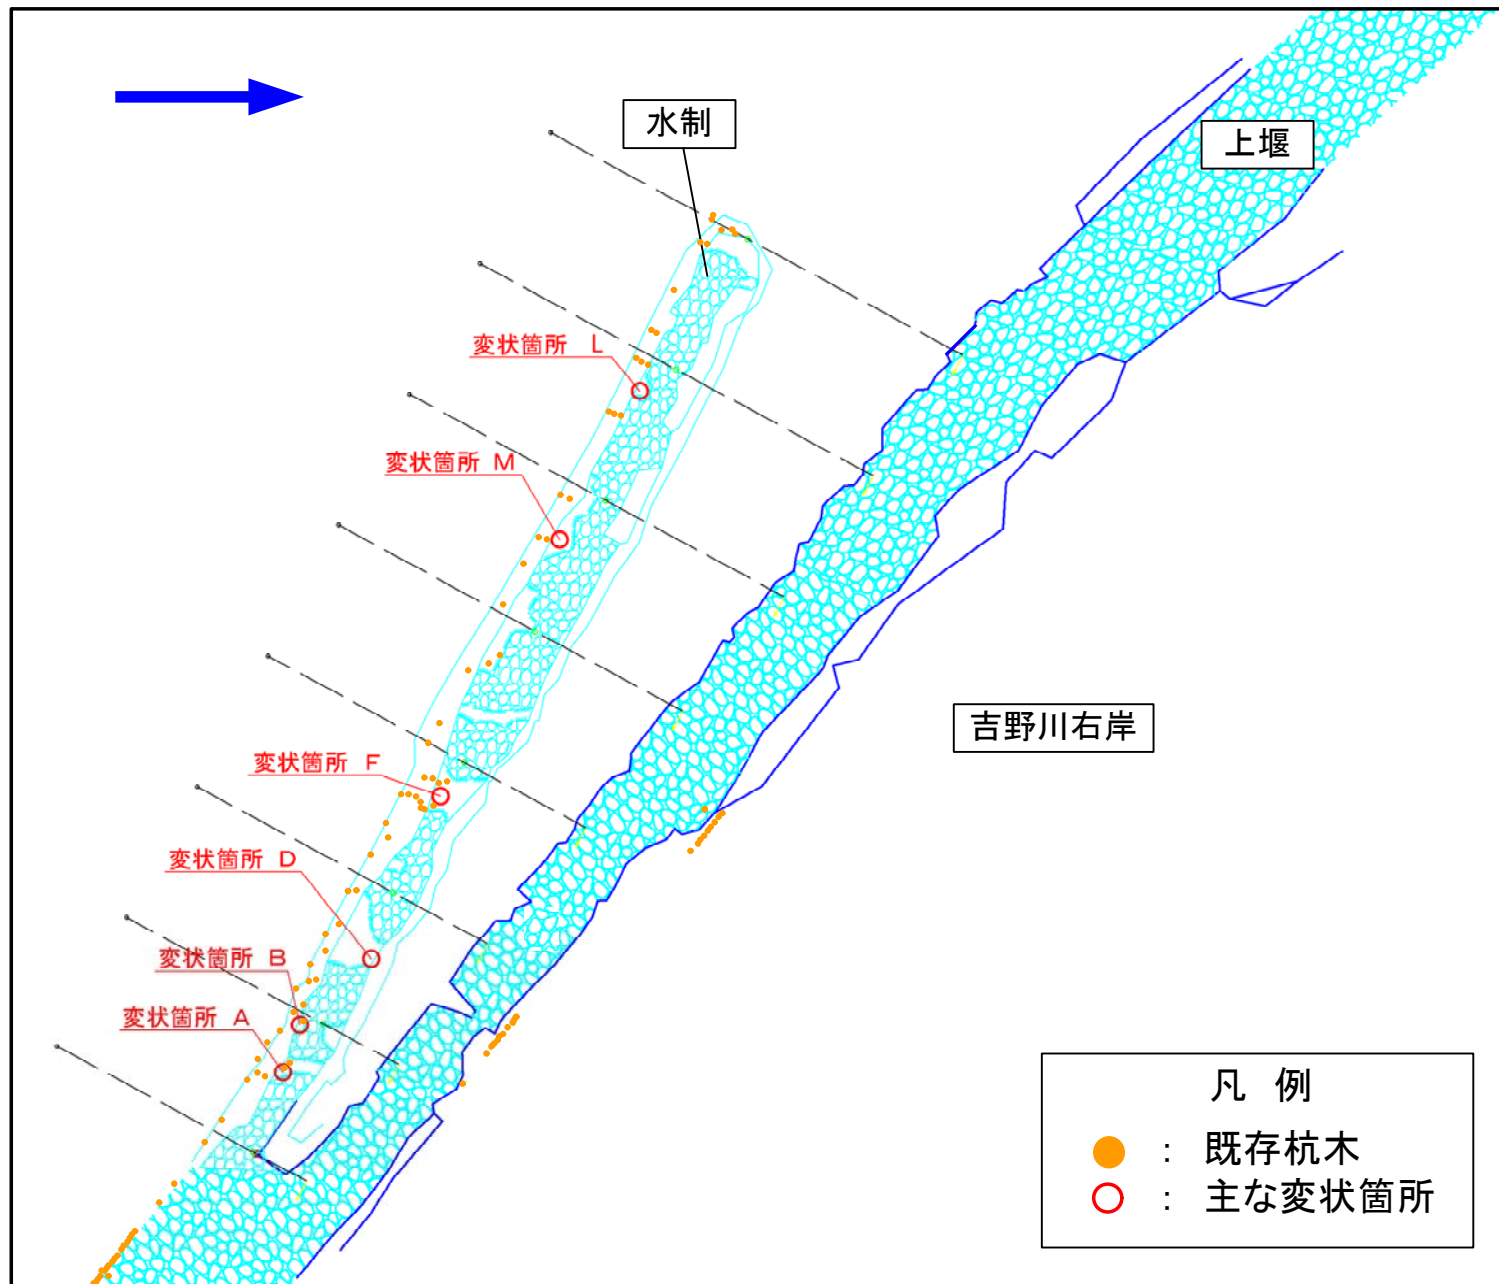 水制
上堰
変状箇所 L
変状箇所 M
吉野川右岸
変状箇所 F
変状箇所 D
変状箇所 B
変状箇所 A
凡 例
: 既存杭木
: 主な変状箇所